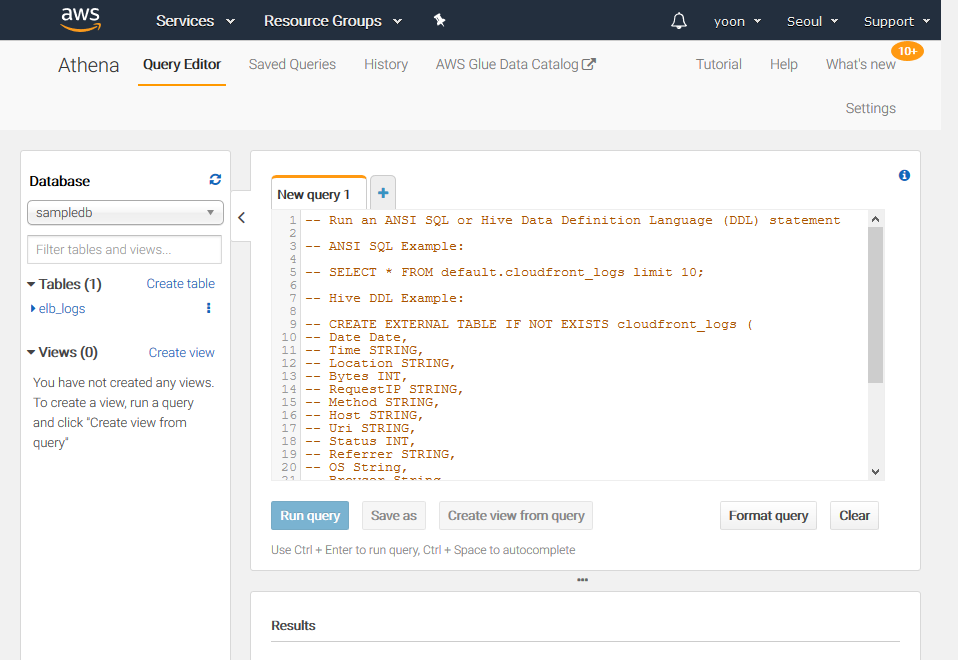 aws Services Resource Groups yoon Seoul Support
10+
Athena Query Editor Saved Queries History AWS Glue Data Catalog Tutorial Help What's new
Settings
Database
sampledb
Filter tables and views...
Tables (1) Create table
elb_logs
Views (0) Create view
You have not created any views.
To create a view, run a query
and click "Create view from
query"
New query 1 +
1 -- Run an ANSI SQL or Hive Data Definition Language (DDL) statement
2
3 -- ANSI SQL Example:
4
5 -- SELECT * FROM default.cloudfront_logs limit 10;
6
7 -- Hive DDL Example:
8
9 -- CREATE EXTERNAL TABLE IF NOT EXISTS cloudfront_logs (
10 -- Date Date,
11 -- Time STRING,
12 -- Location STRING,
13 -- Bytes INT,
14 -- RequestIP STRING,
15 -- Method STRING,
16 -- Host STRING,
17 -- Uri STRING,
18 -- Status INT,
19 -- Referrer STRING,
20 -- OS String,
21 -- Browser String,
Run query Save as Create view from query Format query Clear
Use Ctrl + Enter to run query, Ctrl + Space to autocomplete
Results